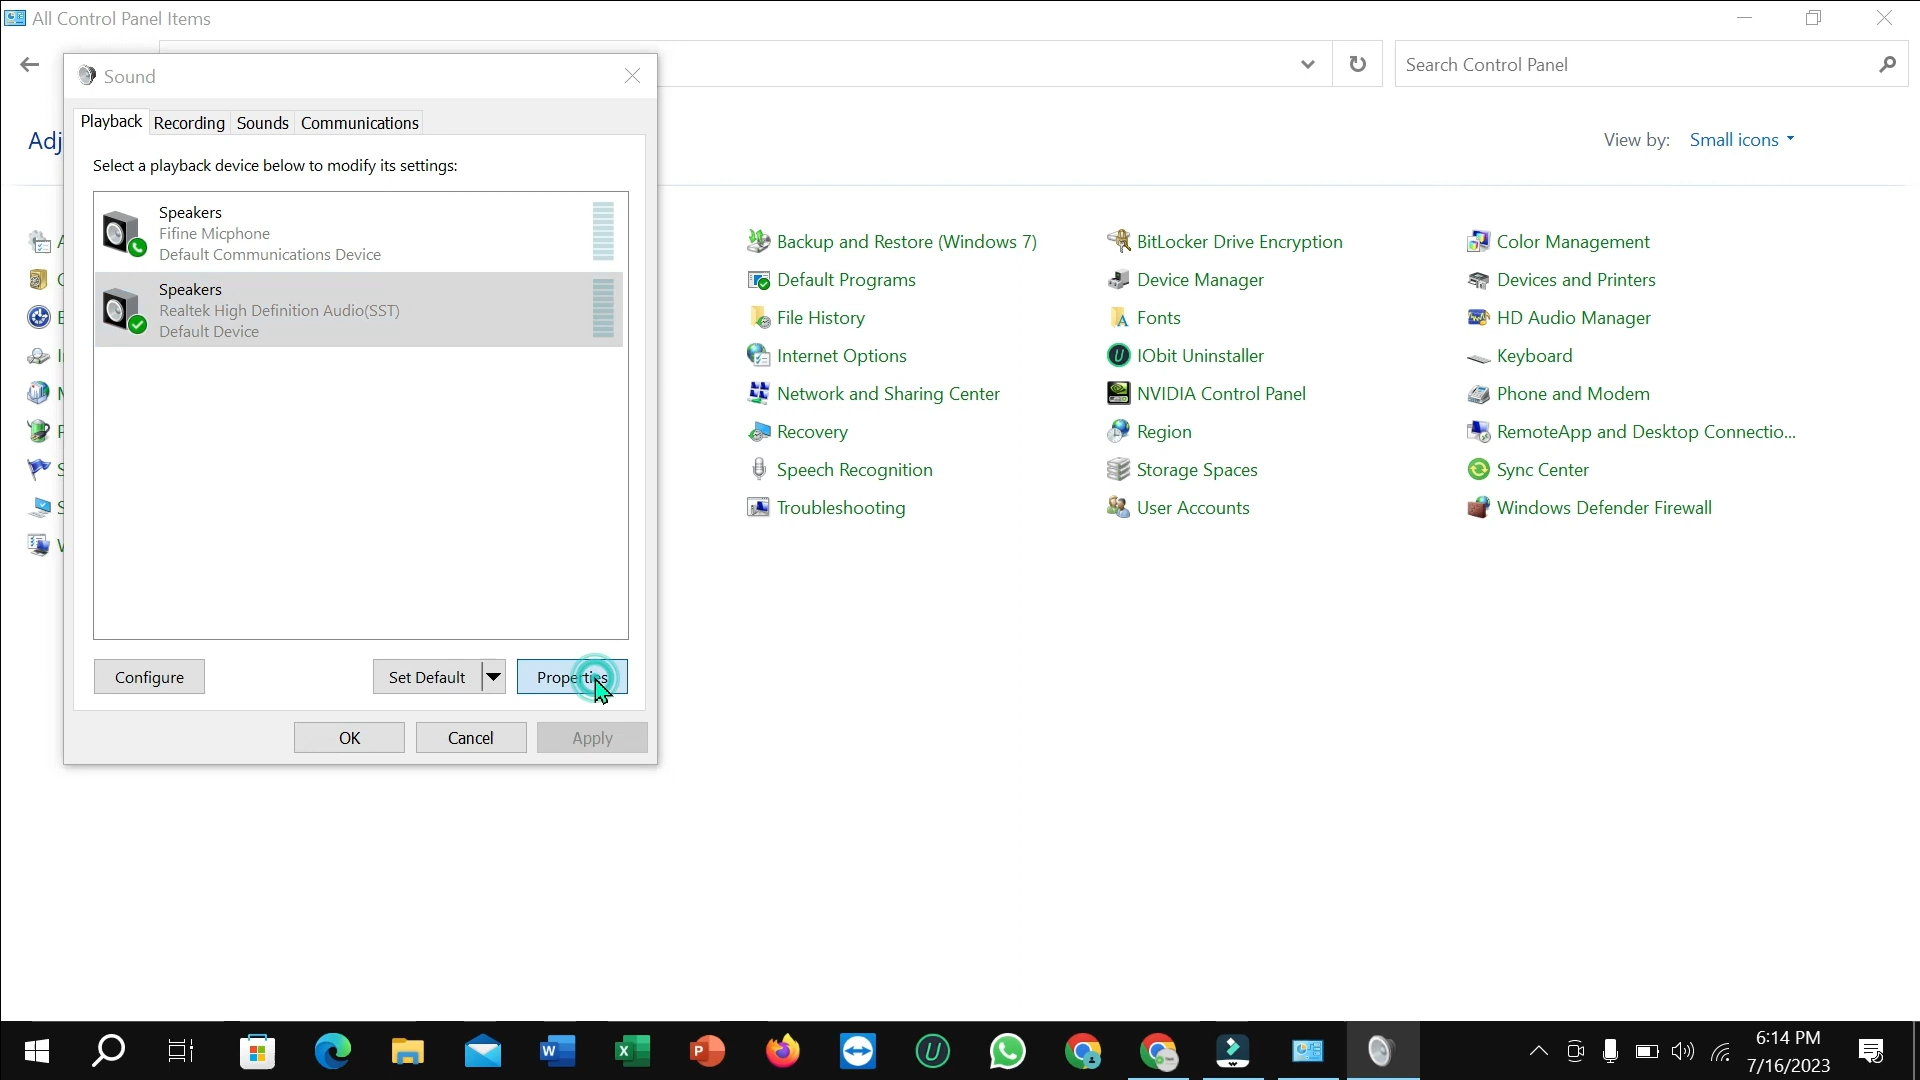 All Control Panel Items
Search Control Panel
Sound
Playback
Recording
Sounds
Communications
Select a playback device below to modify its settings:
Speakers
Fifine Micphone
Default Communications Device
Speakers
Realtek High Definition Audio(SST)
Default Device
Configure
Set Default
Properties
OK
Cancel
Apply
Adj
View by: Small icons
Backup and Restore (Windows 7)
BitLocker Drive Encryption
Color Management
Default Programs
Device Manager
Devices and Printers
File History
Fonts
HD Audio Manager
Internet Options
IObit Uninstaller
Keyboard
Network and Sharing Center
NVIDIA Control Panel
Phone and Modem
Recovery
Region
RemoteApp and Desktop Connectio...
Speech Recognition
Storage Spaces
Sync Center
Troubleshooting
User Accounts
Windows Defender Firewall
6:14 PM
7/16/2023